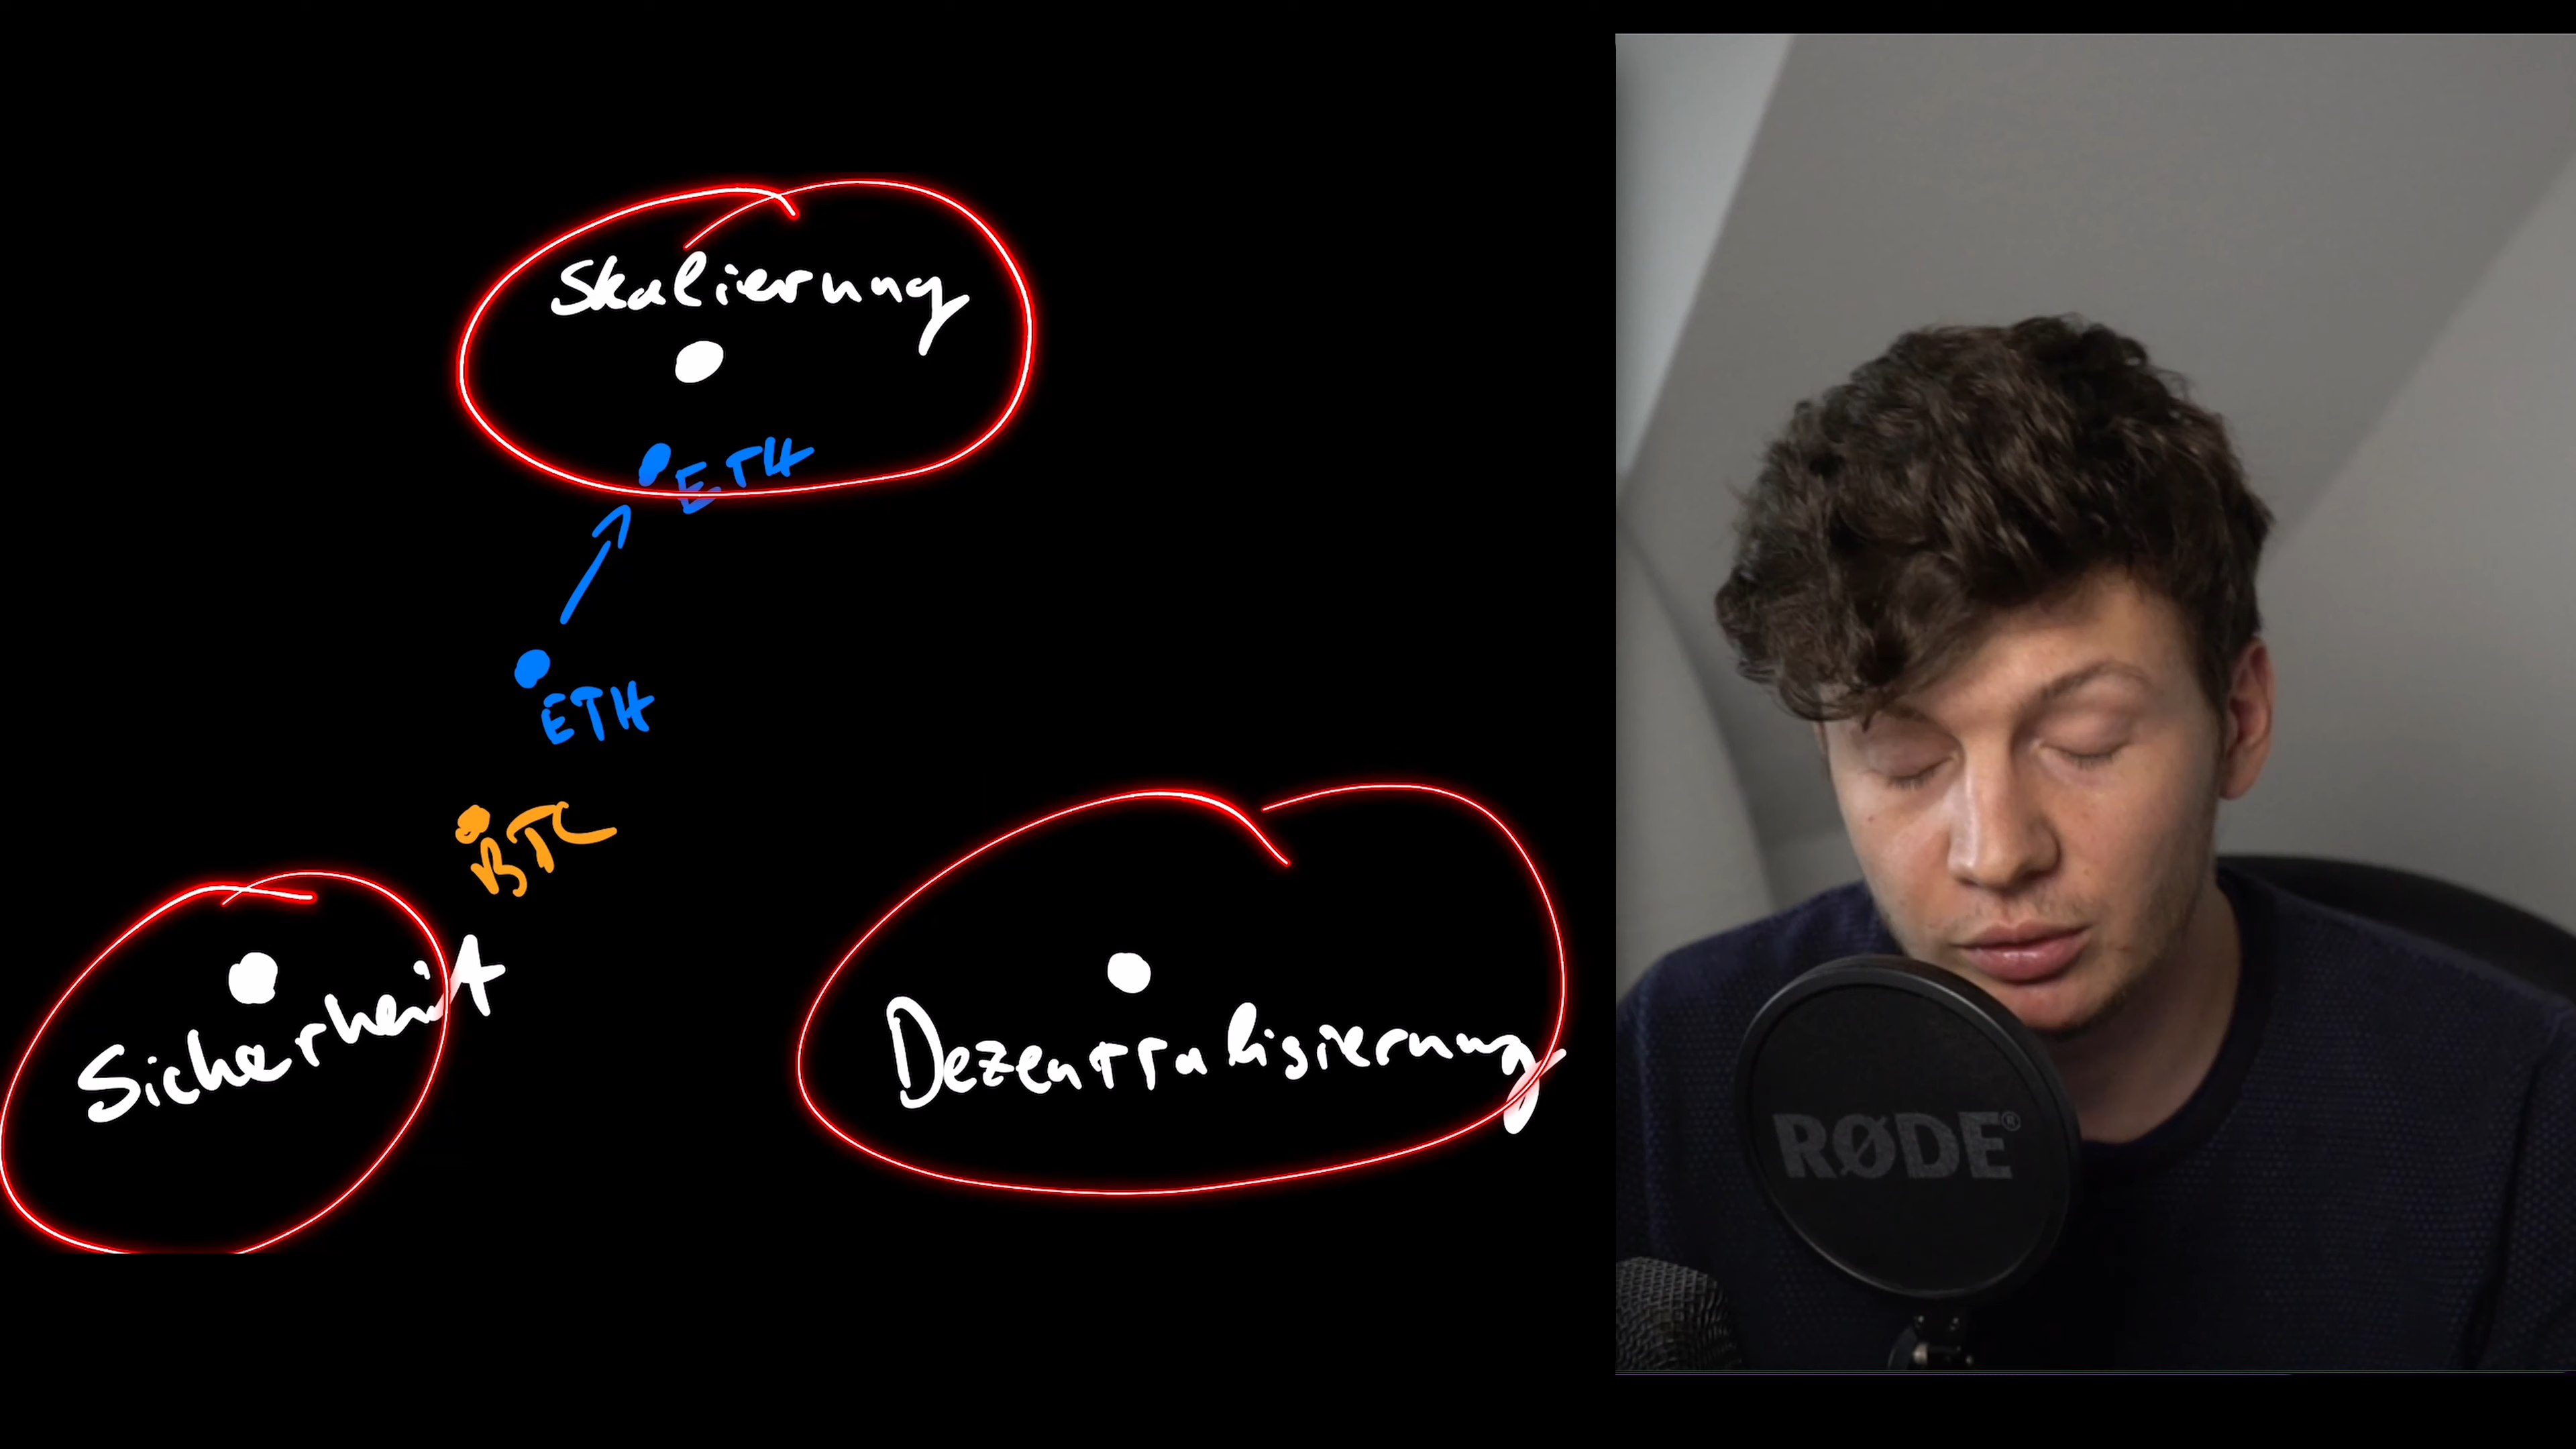 Skalierung
ETH
ETH
BTC
Sicherheit
Dezentralisierung
RØDE®